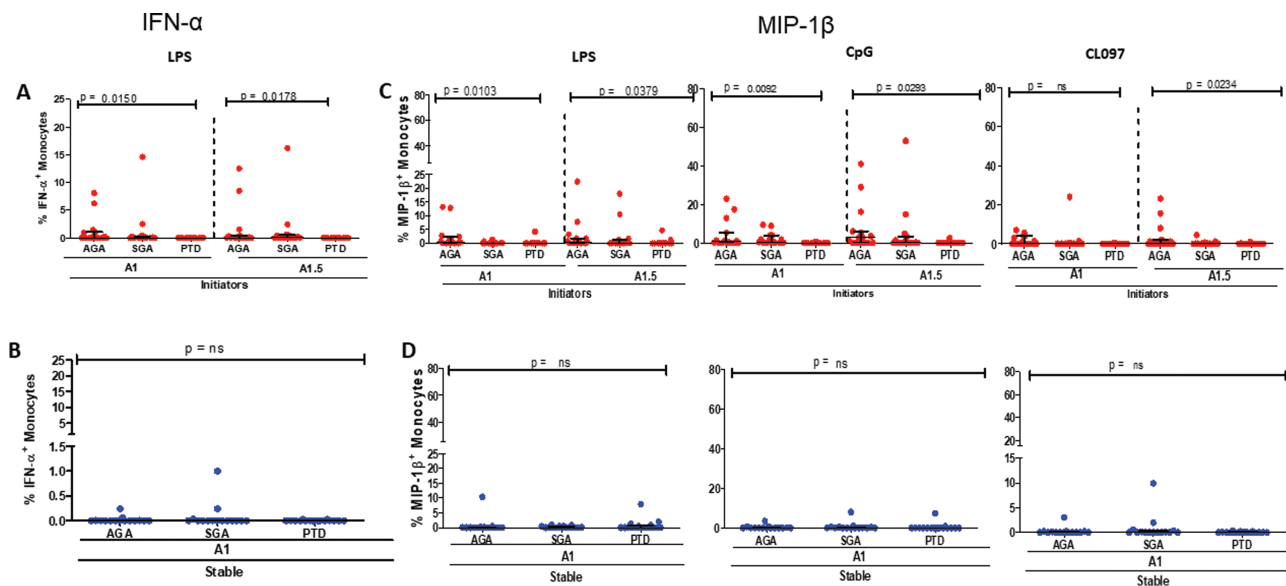 IFN-α
MIP-1β
LPS
LPS
CpG
CL097
A
p = 0.0150
p = 0.0178
% IFN-α⁺ Monocytes
25
20
15
10
5
0
AGA SGA PTD AGA SGA PTD
A1 A1.5
Initiators
C
p = 0.0103
p = 0.0379
% MIP-1β⁺ Monocytes
80
60
40
25
20
15
10
5
0
AGA SGA PTD AGA SGA PTD
A1 A1.5
Initiators
p = 0.0092
p = 0.0293
80
60
40
20
0
AGA SGA PTD AGA SGA PTD
A1 A1.5
Initiators
p = ns
p = 0.0234
80
60
40
20
0
AGA SGA PTD AGA SGA PTD
A1 A1.5
Initiators
B
p = ns
% IFN-α⁺ Monocytes
25
20
15
10
5
1.5
1.0
0.5
0.0
AGA SGA PTD
A1
Stable
D
p = ns
% MIP-1β⁺ Monocytes
80
60
40
25
20
15
10
5
0
AGA SGA PTD
A1
Stable
p = ns
80
60
40
20
0
AGA SGA PTD
A1
Stable
p = ns
80
60
40
20
15
10
5
0
AGA SGA PTD
A1
Stable